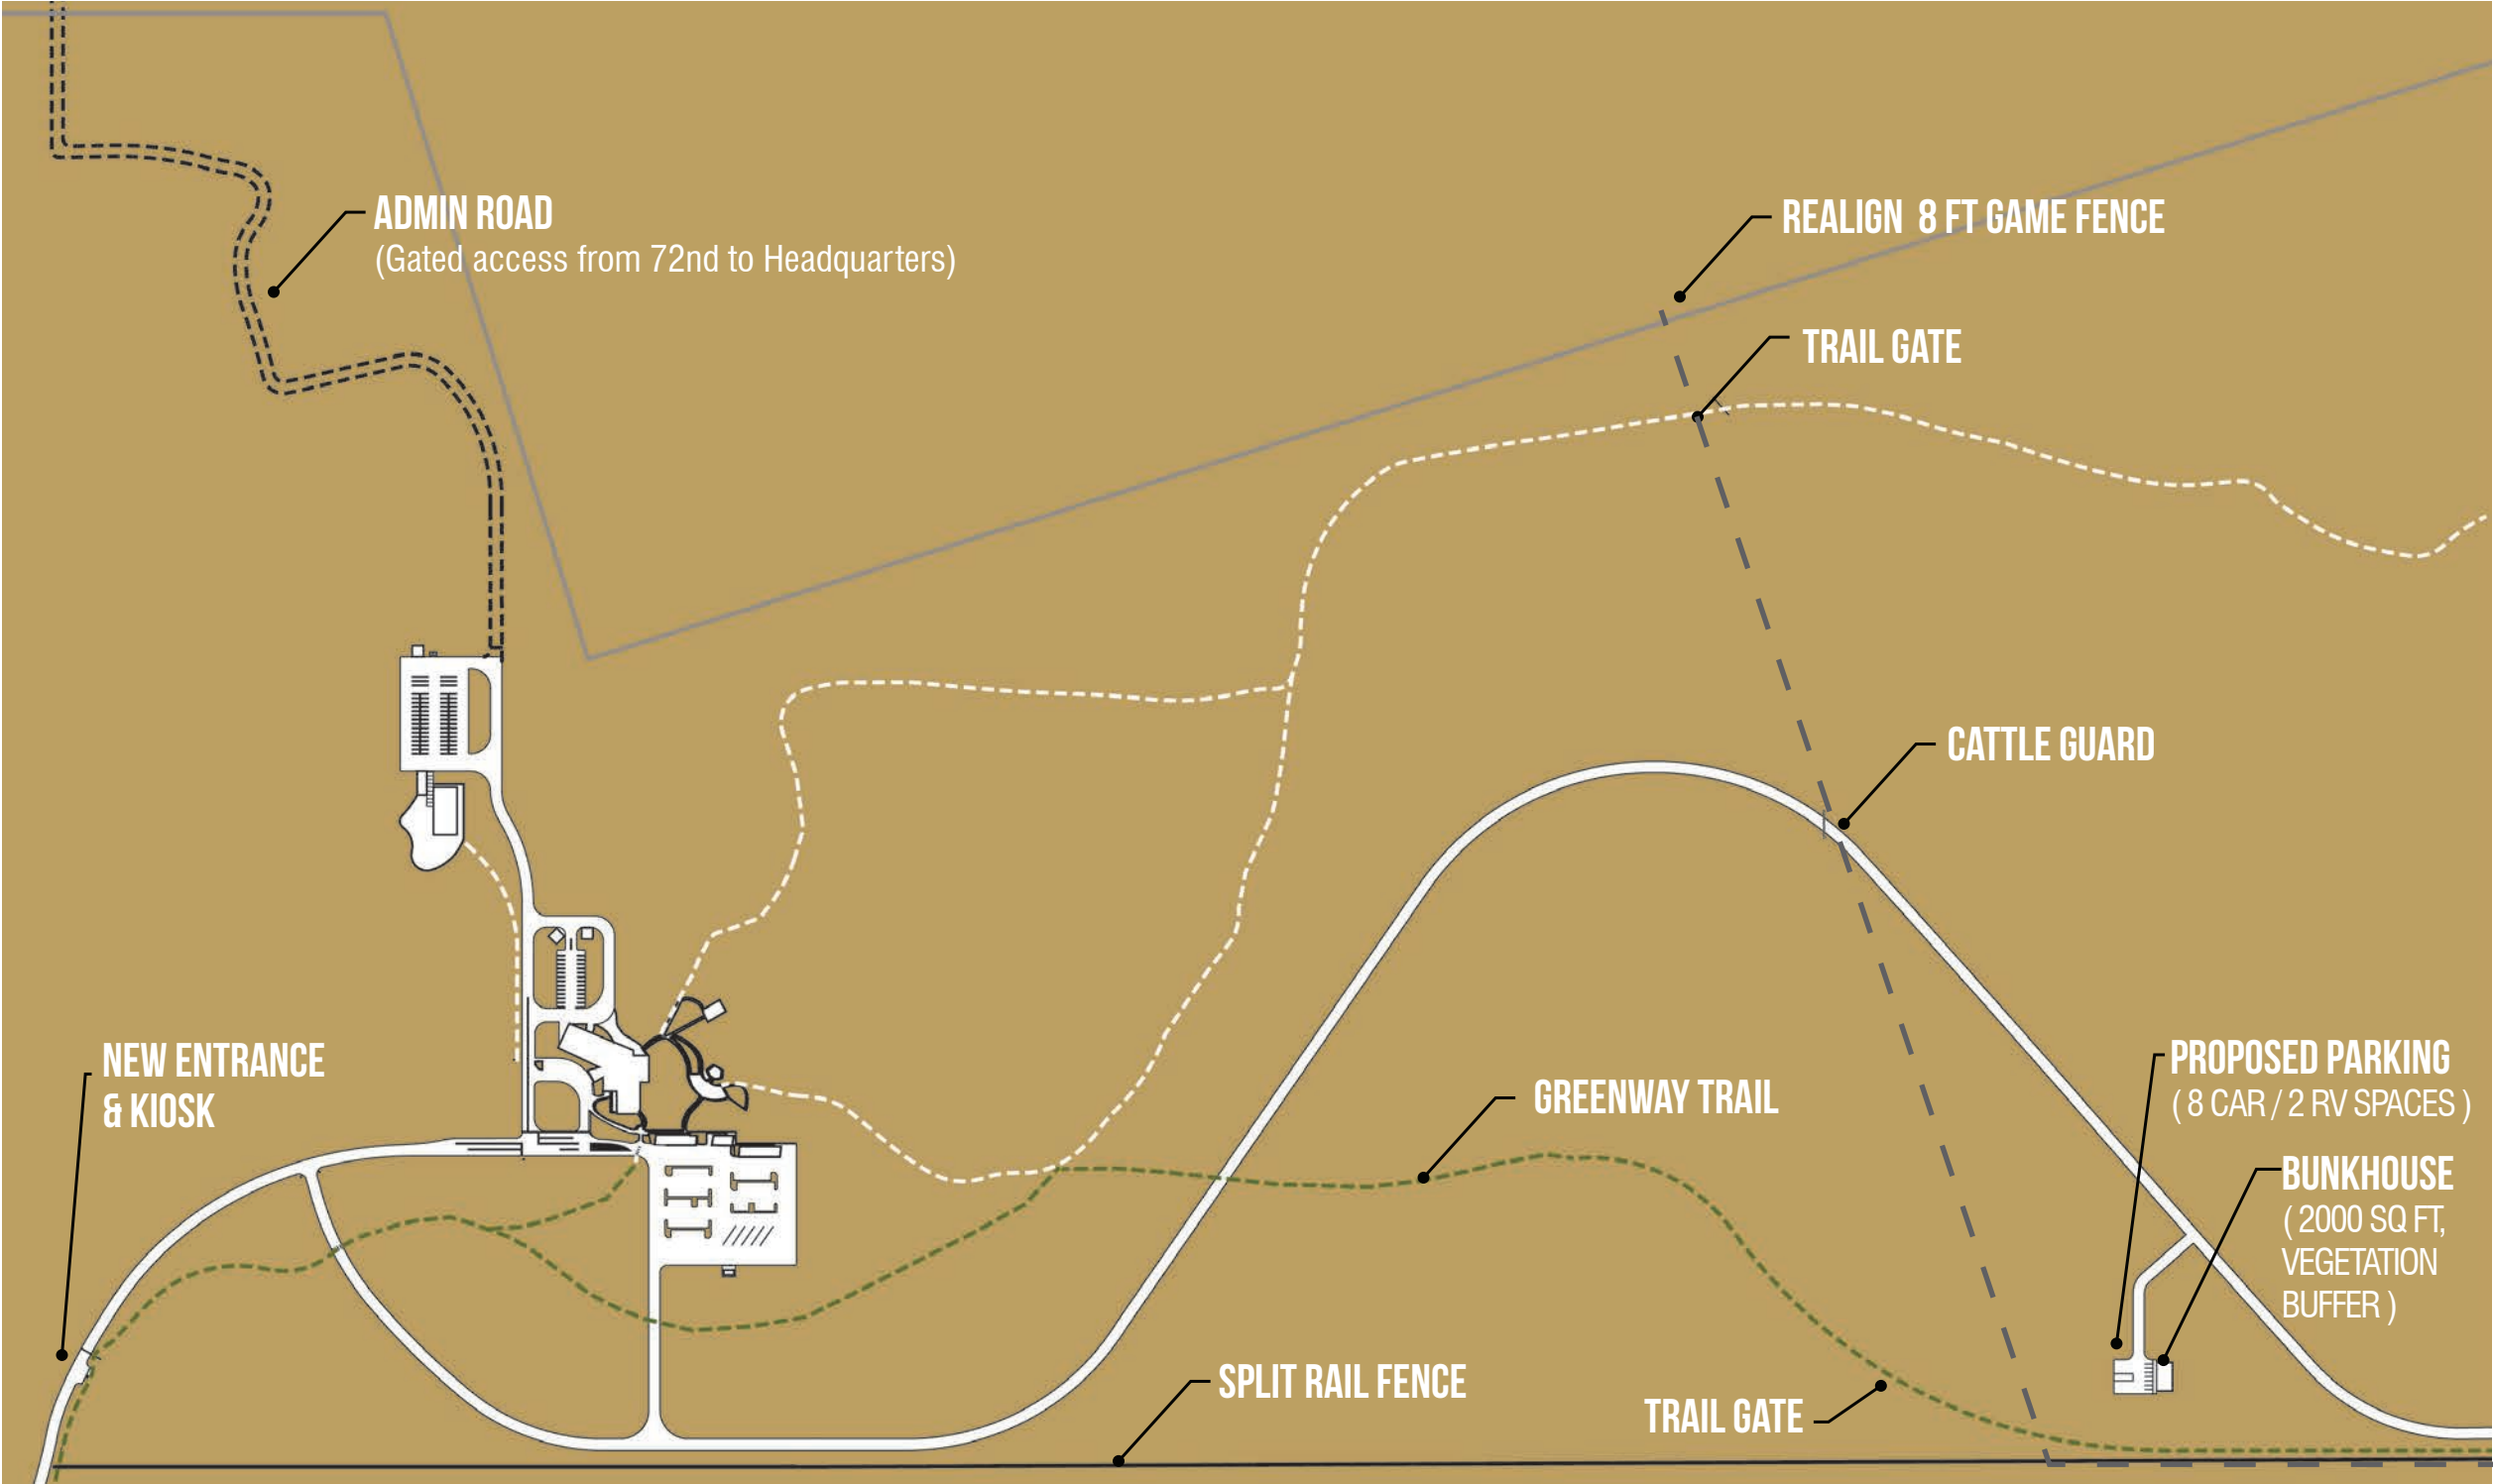 ADMIN ROAD
(Gated access from 72nd to Headquarters)
REALIGN 8 FT GAME FENCE
TRAIL GATE
CATTLE GUARD
NEW ENTRANCE
& KIOSK
PROPOSED PARKING
( 8 CAR / 2 RV SPACES )
GREENWAY TRAIL
BUNKHOUSE
( 2000 SQ FT,
VEGETATION
BUFFER )
SPLIT RAIL FENCE
TRAIL GATE